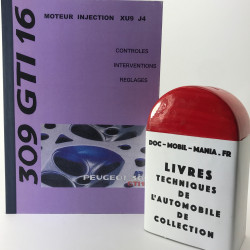 309 GTI 16
MOTEUR INJECTION XU9 J4
CONTROLES
INTERVENTIONS
REGLAGES
PEUGEOT
DOC-MOBIL-MANIA.FR
LIVRES
TECHNIQUES
DE
L'AUTOMOBILE
DE
COLLECTION